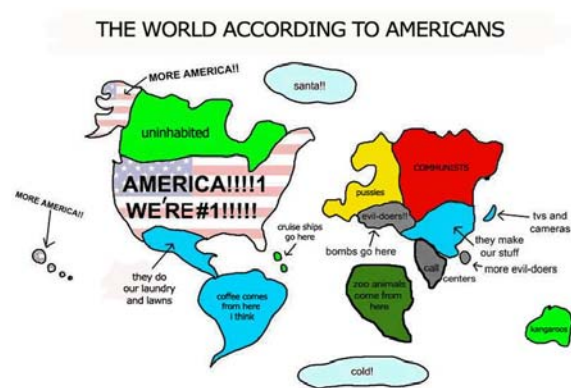 THE WORLD ACCORDING TO AMERICANS
MORE AMERICA!!
santa!!
uninhabited
COMMUNISTS
AMERICA!!!!1
WE'RE #1!!!!!
pussies
evil-doers!!
MORE AMERICA!!
cruise ships
go here
tvs and
cameras
bombs go here
they make
our stuff
they do
our laundry
and lawns
call
centers
more evil-doers
coffee comes
from here
i think
zoo animals
come from
here
kangaroos
cold!